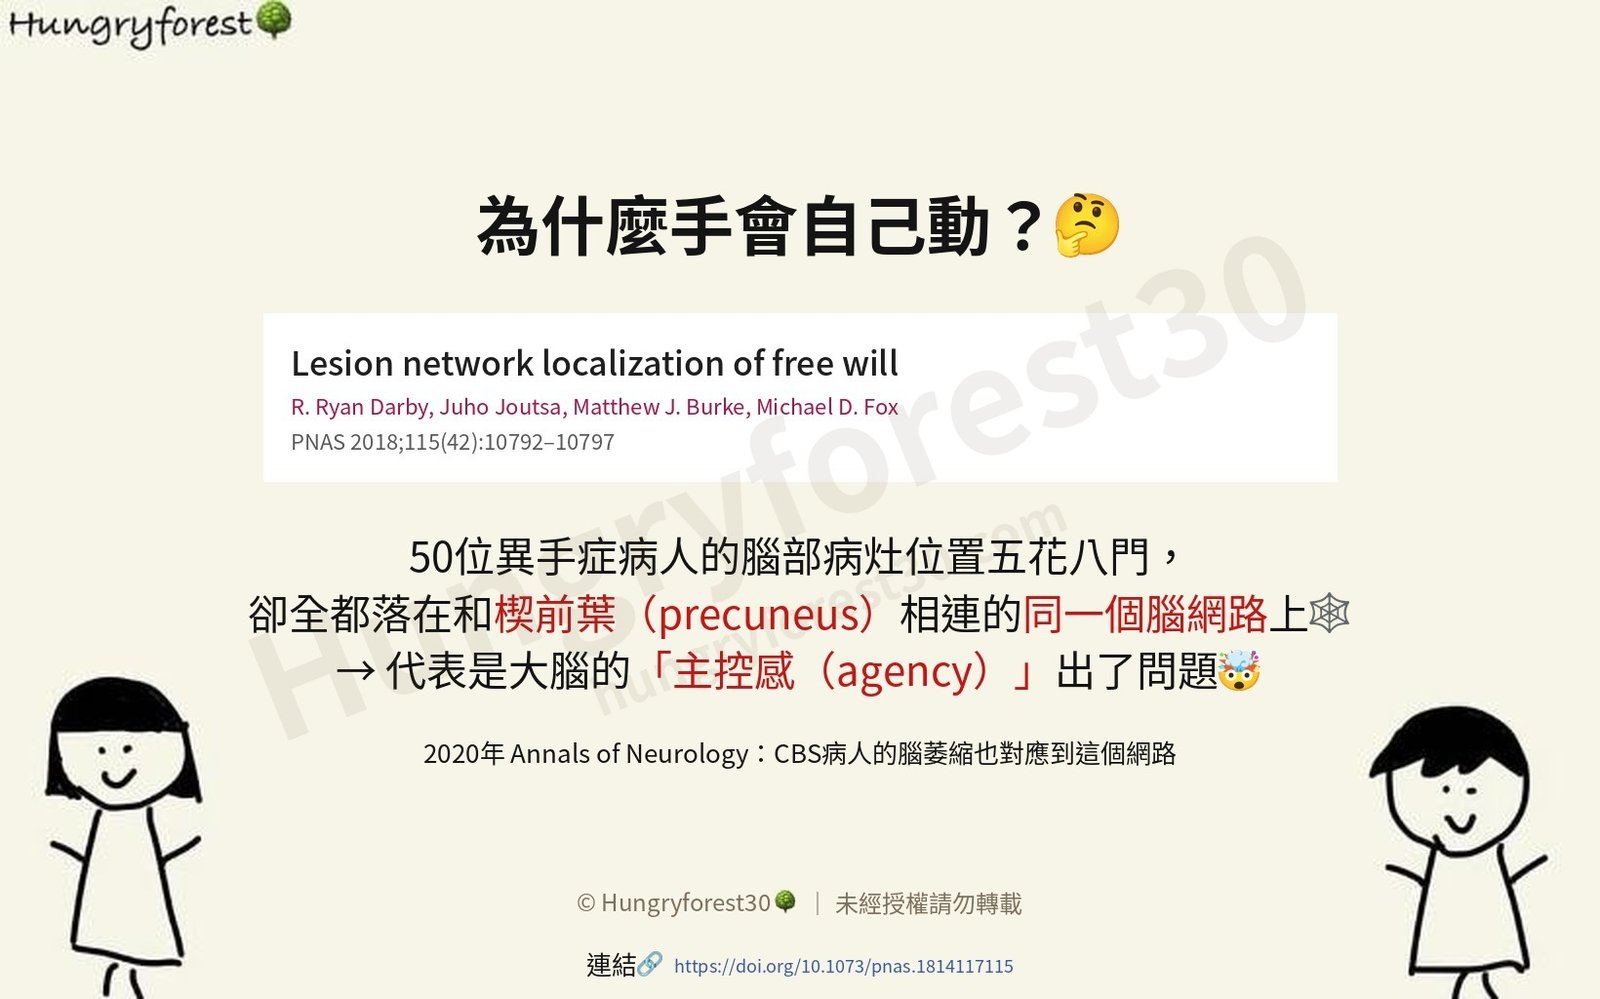 Hungryforest
為什麼手會自己動？🤔
Lesion network localization of free will
R. Ryan Darby, Juho Joutsa, Matthew J. Burke, Michael D. Fox
PNAS 2018;115(42):10792–10797
50位異手症病人的腦部病灶位置五花八門，
卻全都落在和楔前葉（precuneus）相連的同一個腦網路上🕸️
→ 代表是大腦的「主控感（agency）」出了問題🤯
2020年 Annals of Neurology：CBS病人的腦萎縮也對應到這個網路
Hungryforest30
hungryforest30.com
© Hungryforest30🌳 ｜ 未經授權請勿轉載
連結🔗 https://doi.org/10.1073/pnas.1814117115